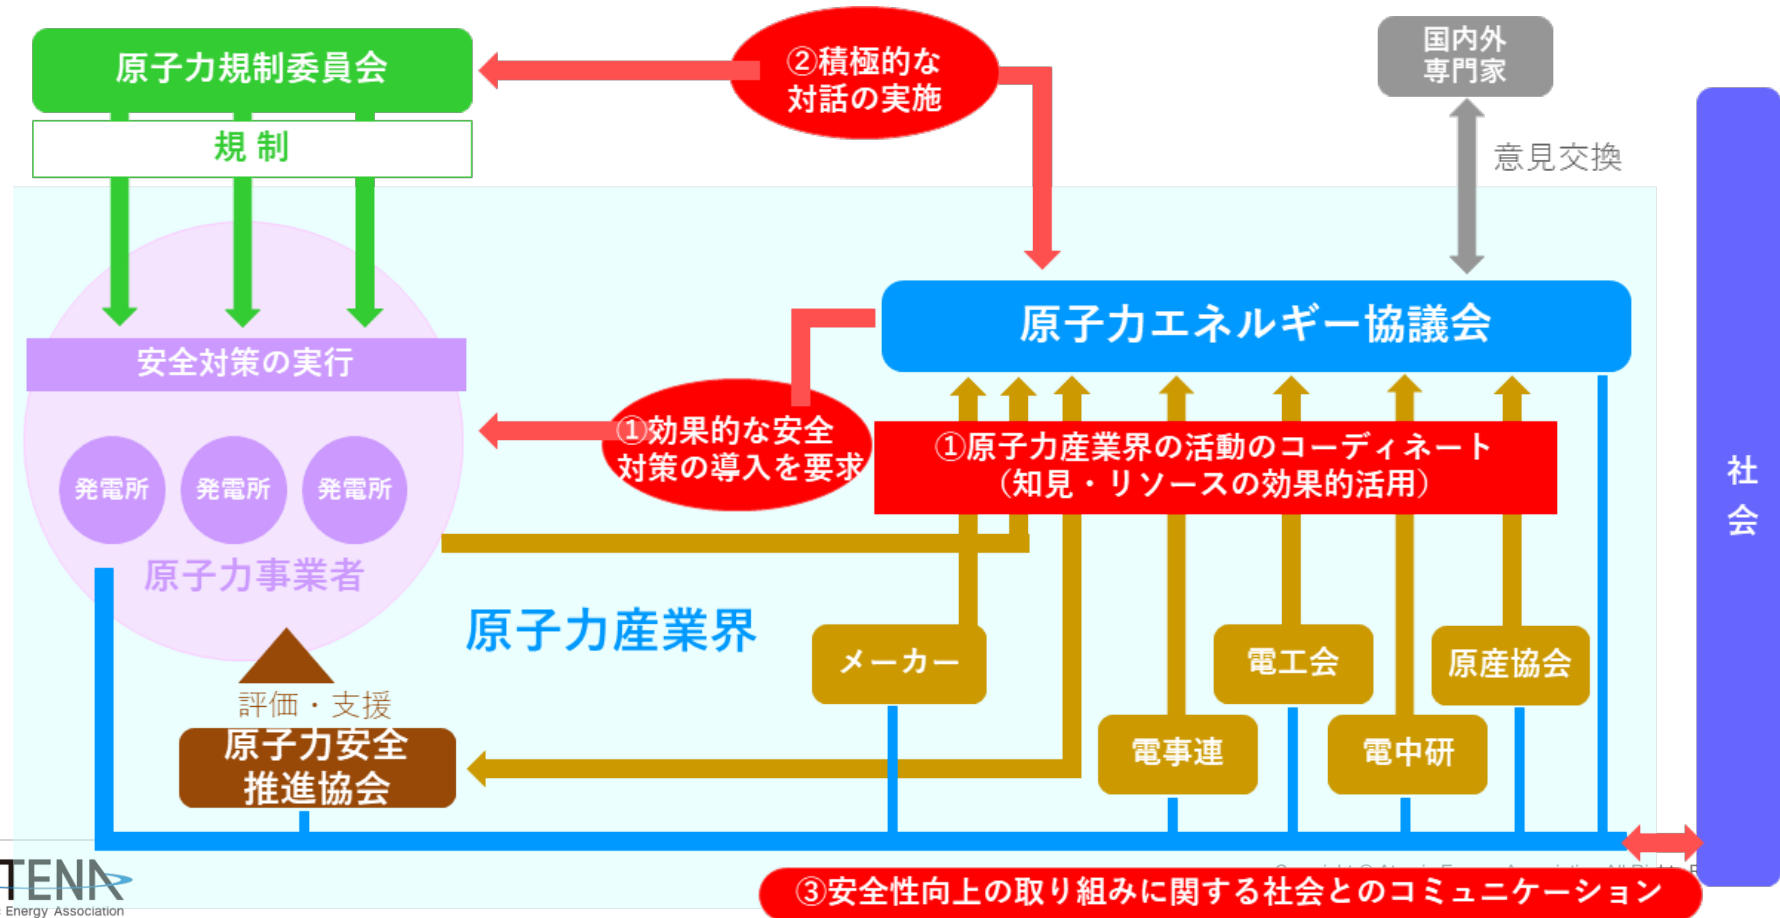 原子力規制委員会
規 制
②積極的な
対話の実施
国内外
専門家
意見交換
社
会
原子力エネルギー協議会
安全対策の実行
①効果的な安全
対策の導入を要求
①原子力産業界の活動のコーディネート
（知見・リソースの効果的活用）
発電所
発電所
発電所
原子力事業者
原子力産業界
評価・支援
原子力安全
推進協会
メーカー
電事連
電工会
電中研
原産協会
③安全性向上の取り組みに関する社会とのコミュニケーション
TENA
Energy Association